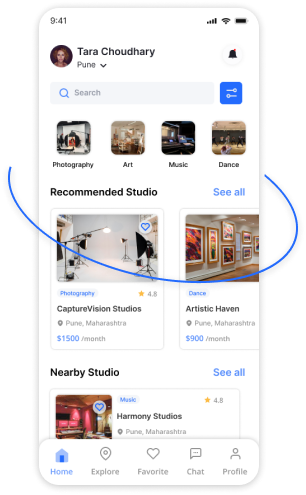 9:41
Tara Choudhary
Pune
Search
Photography Art Music Dance
Recommended Studio See all
Photography 4.8
CaptureVision Studios
Pune, Maharashtra
$1500 /month
Dance
Artistic Haven
Pune, Maharashtra
$900 /month
Nearby Studio See all
Music 4.8
Harmony Studios
Pune, Maharashtra
Home Explore Favorite Chat Profile